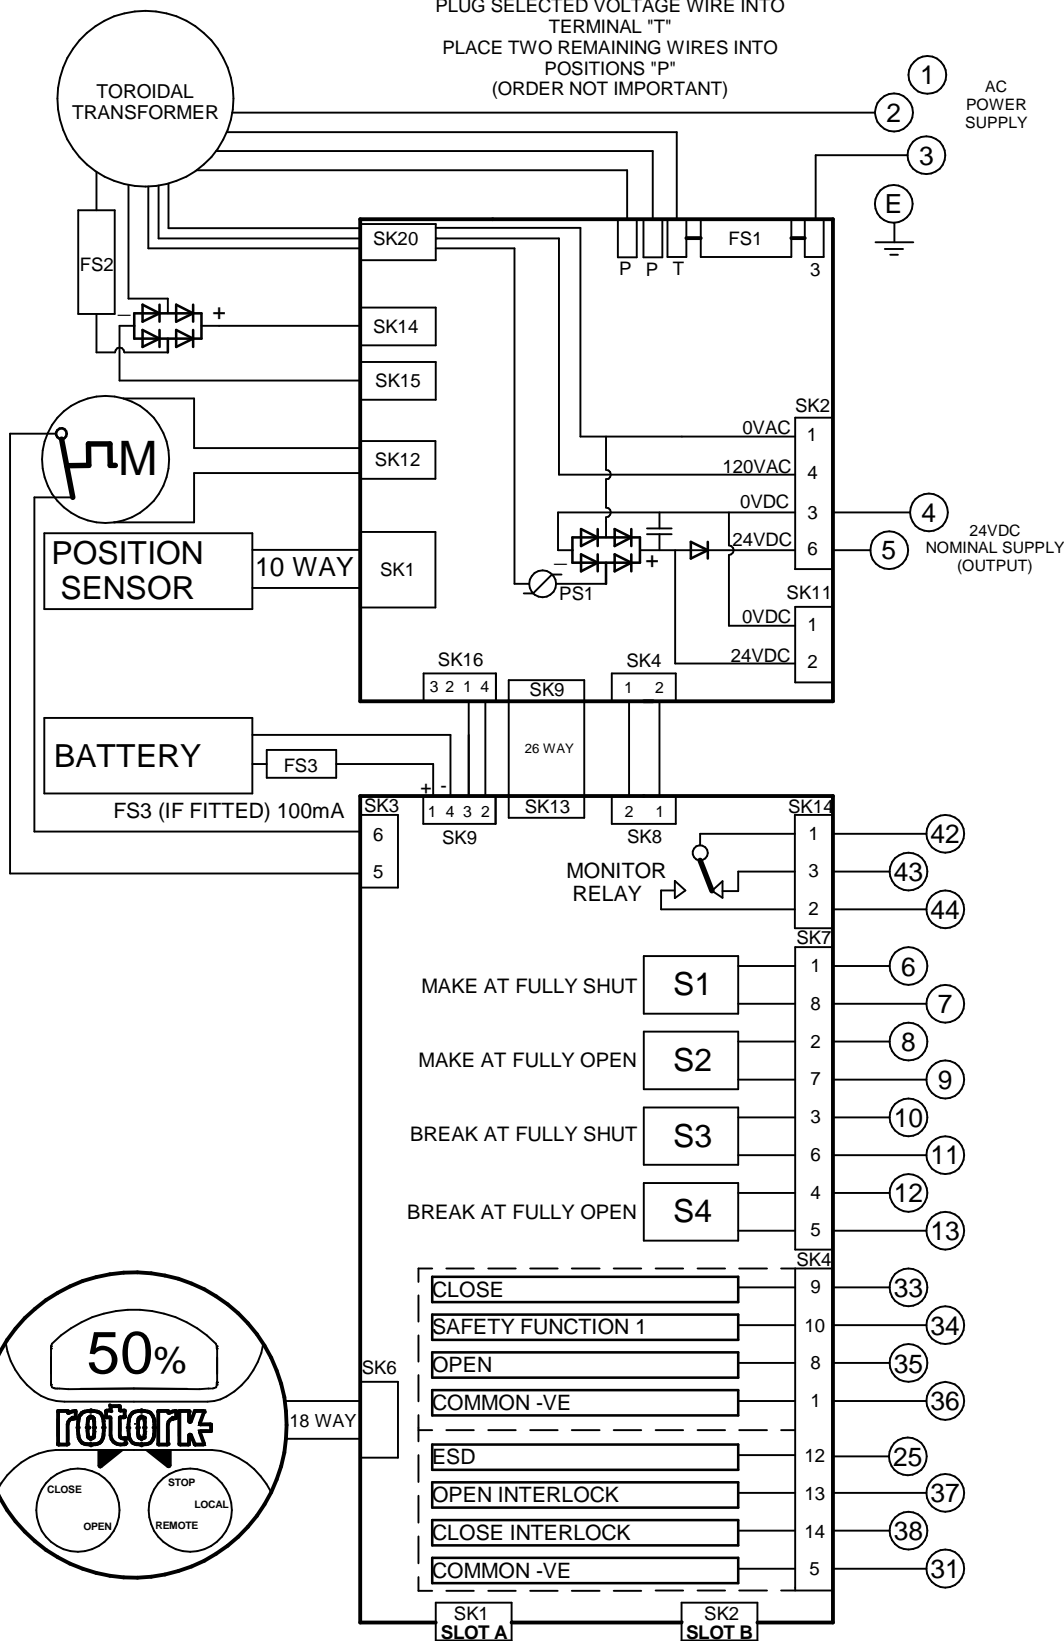 PLUG SELECTED VOLTAGE WIRE INTO
TERMINAL "T"
PLACE TWO REMAINING WIRES INTO
POSITIONS "P"
(ORDER NOT IMPORTANT)
TOROIDAL
TRANSFORMER
1
2
3
E
AC
POWER
SUPPLY
FS2
SK20
P P T
FS1
3
- +
SK14
SK15
M
SK12
SK2
0VAC 1
120VAC 4
0VDC 3
24VDC 6
4
5
24VDC
NOMINAL SUPPLY
(OUTPUT)
POSITION
SENSOR
10 WAY
SK1
- +
PS1
SK11
0VDC 1
24VDC 2
SK16
3 2 1 4
SK9
SK4
1 2
BATTERY
FS3
26 WAY
FS3 (IF FITTED) 100mA
+ -
SK3
6
5
1 4 3 2
SK9
SK13
2 1
SK8
SK14
MONITOR
RELAY
1 42
3 43
2 44
SK7
MAKE AT FULLY SHUT S1
1 6
8 7
MAKE AT FULLY OPEN S2
2 8
7 9
BREAK AT FULLY SHUT S3
3 10
6 11
BREAK AT FULLY OPEN S4
4 12
5 13
SK4
CLOSE 9 33
SAFETY FUNCTION 1 10 34
OPEN 8 35
COMMON -VE 1 36
ESD 12 25
OPEN INTERLOCK 13 37
CLOSE INTERLOCK 14 38
COMMON -VE 5 31
50%
rotork
CLOSE
OPEN
STOP
LOCAL
REMOTE
18 WAY
SK6
SK1
SLOT A
SK2
SLOT B